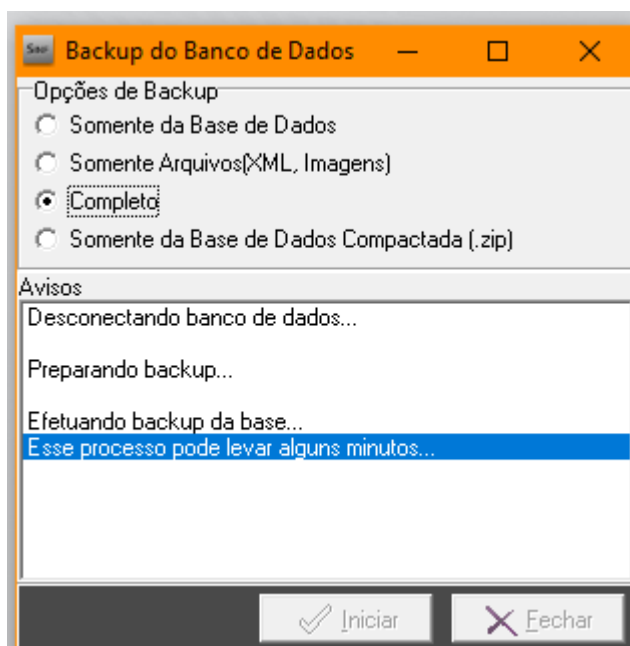 Backup do Banco de Dados
Opções de Backup
Somente da Base de Dados
Somente Arquivos(XML, Imagens)
Completo
Somente da Base de Dados Compactada (.zip)
Avisos
Desconectando banco de dados...
Preparando backup...
Efetuando backup da base...
Esse processo pode levar alguns minutos...
Iniciar
Fechar